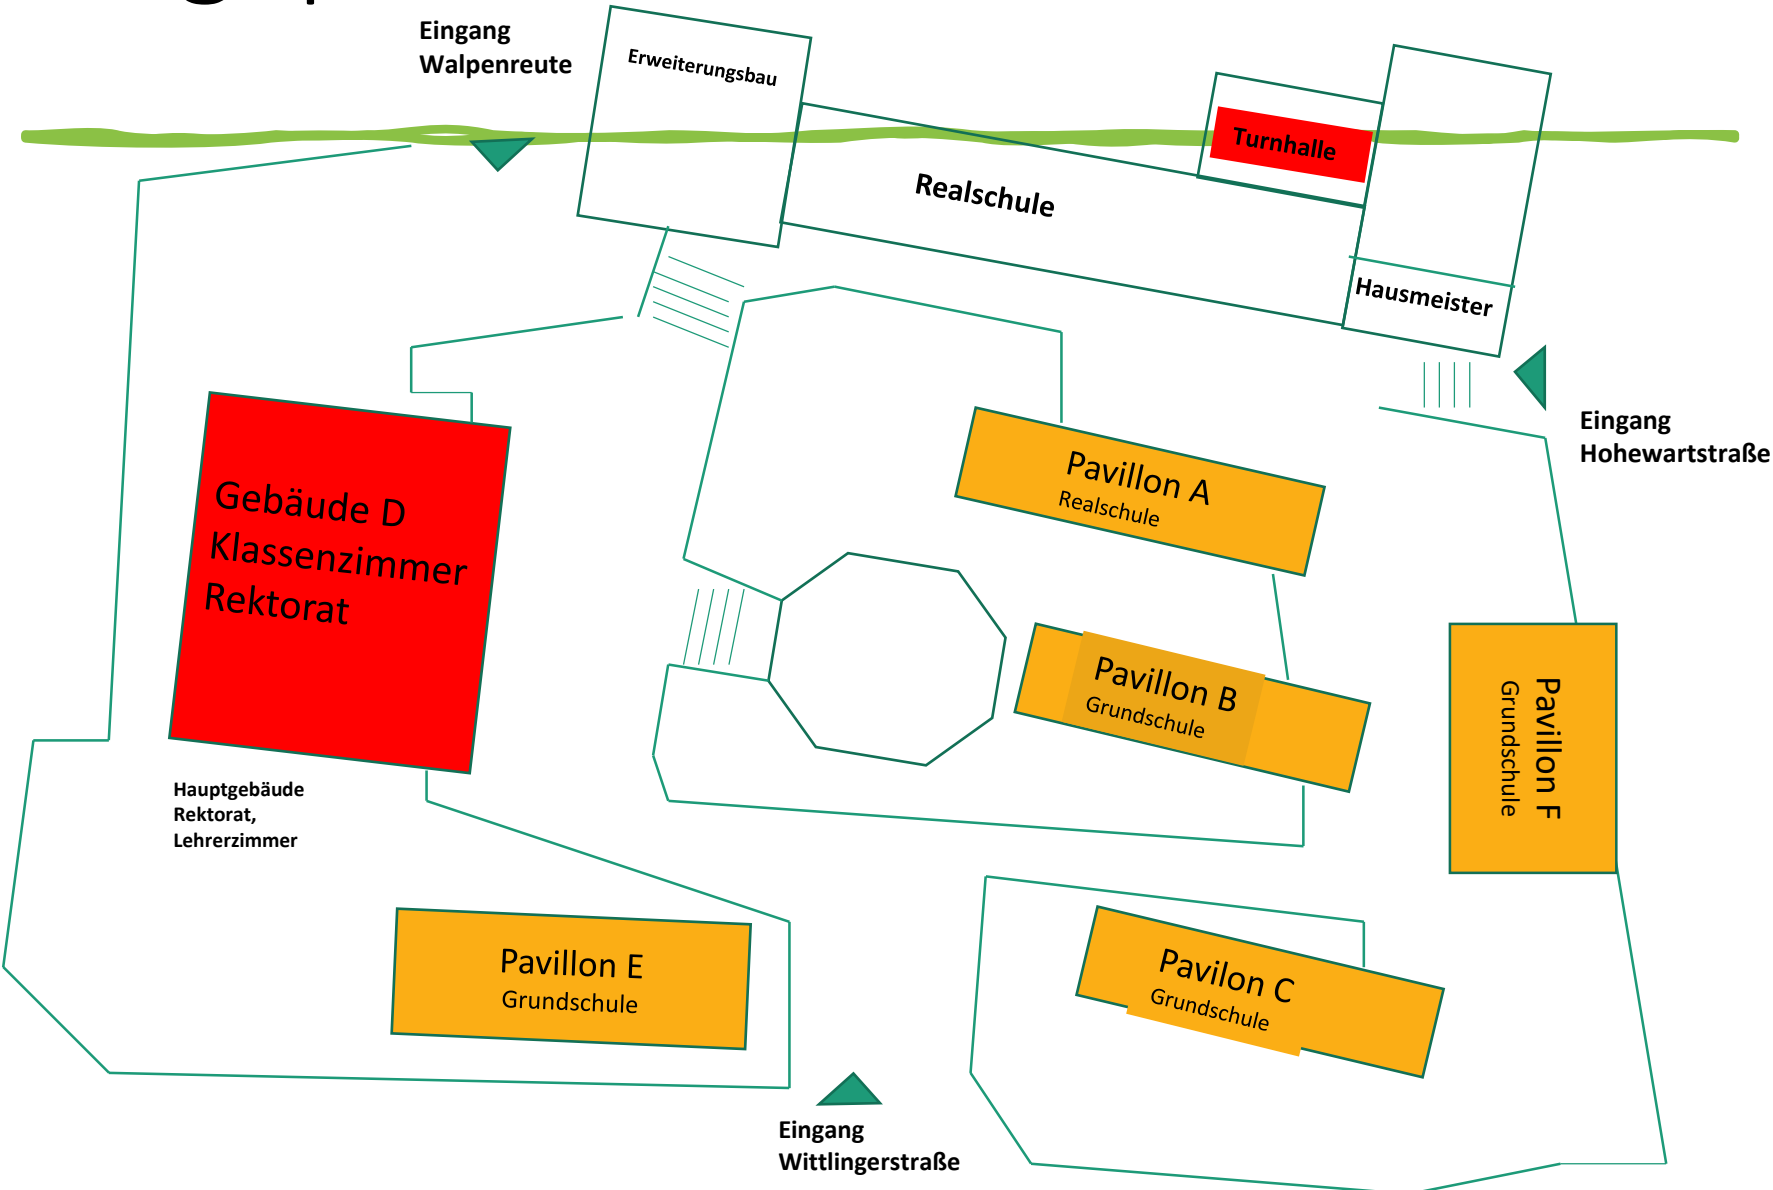 Eingang
Walpenreute
Erweiterungsbau
Turnhalle
Realschule
Hausmeister
Eingang
Hohewartstraße
Pavillon A
Realschule
Gebäude D
Klassenzimmer
Rektorat
Pavillon B
Grundschule
Pavillon F
Grundschule
Hauptgebäude
Rektorat,
Lehrerzimmer
Pavillon E
Grundschule
Pavilon C
Grundschule
Eingang
Wittlingerstraße